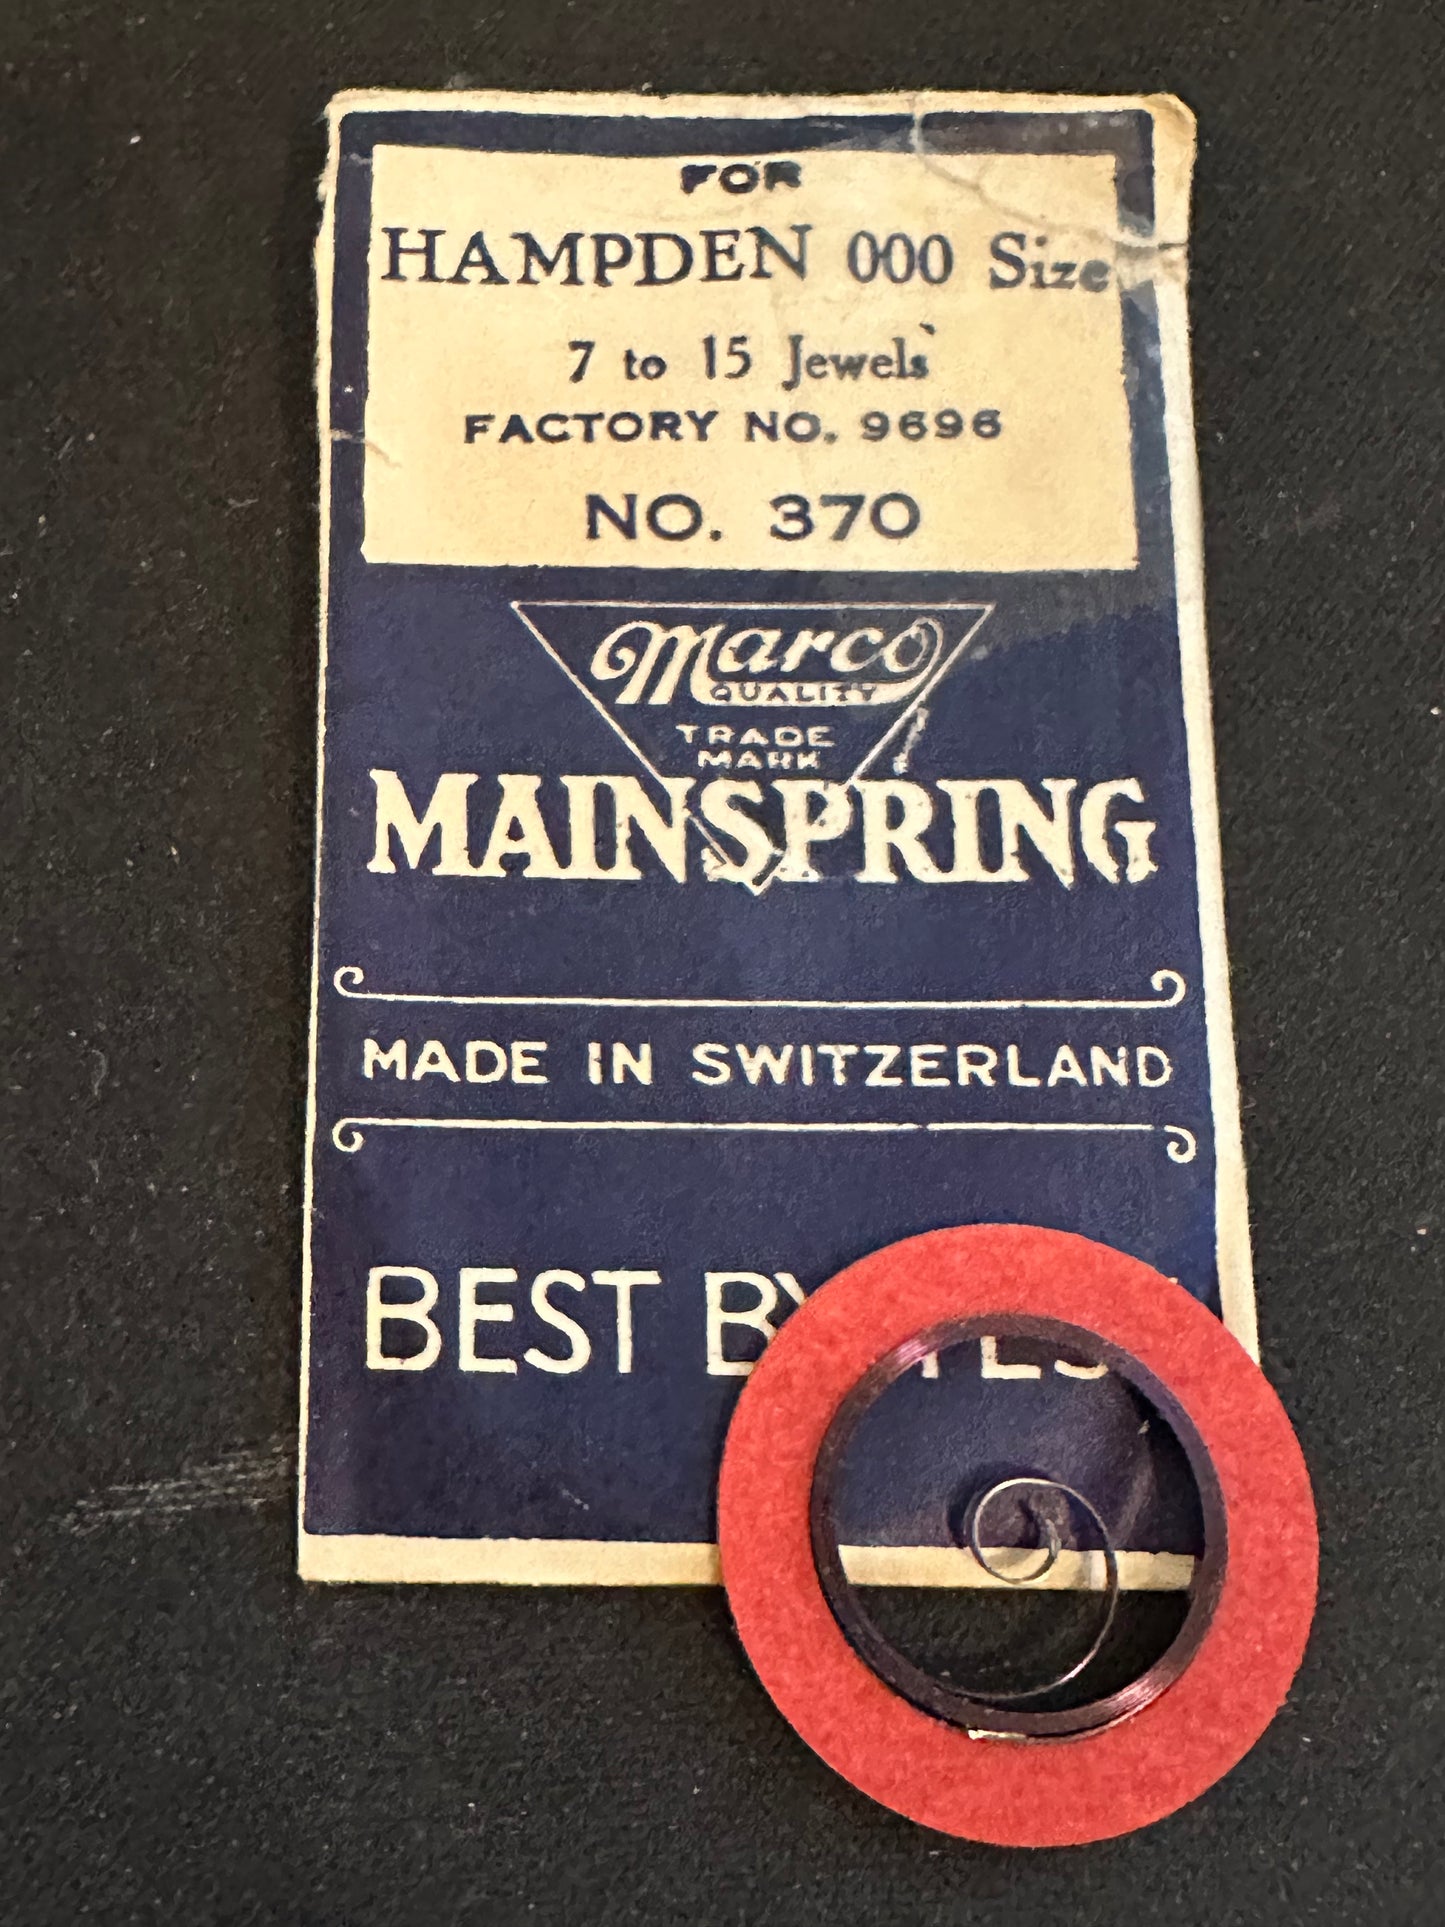 FOR
HAMPDEN 000 Size
7 to 15 Jewels
FACTORY NO. 9696
NO. 370
Marco
QUALITY
TRADE
MARK
MAINSPRING
MADE IN SWITZERLAND
BEST BY